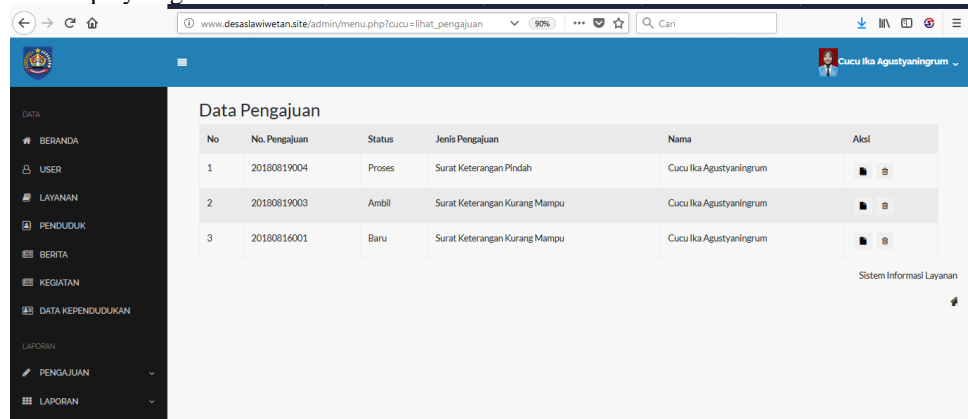 www.desaslawiwetan.site/admin/menu.php?cucu=lihat_pengajuan 90% Cari
Cucu Ika Agustyaningrum
DATA
BERANDA
USER
LAYANAN
PENDUDUK
BERITA
KEGIATAN
DATA KEPENDUDUKAN
LAPORAN
PENGAJUAN
LAPORAN
Data Pengajuan
No No. Pengajuan Status Jenis Pengajuan Nama Aksi
1 20180819004 Proses Surat Keterangan Pindah Cucu Ika Agustyaningrum
2 20180819003 Ambil Surat Keterangan Kurang Mampu Cucu Ika Agustyaningrum
3 20180816001 Baru Surat Keterangan Kurang Mampu Cucu Ika Agustyaningrum
Sistem Informasi Layanan